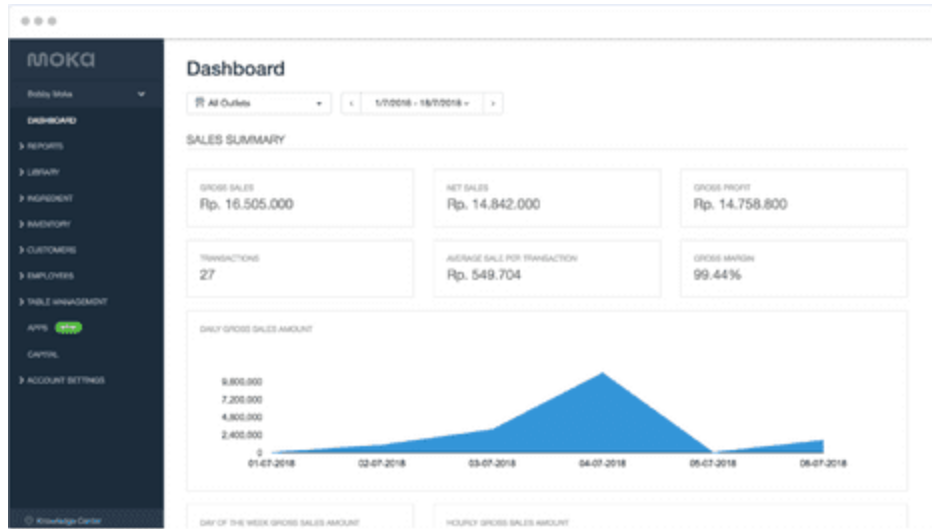 MOKA
Bobby Moka
DASHBOARD
REPORTS
LIBRARY
INGREDIENT
INVENTORY
CUSTOMERS
EMPLOYEES
TABLE MANAGEMENT
APPS NEW
CAPITAL
ACCOUNT SETTINGS
Knowledge Center
Dashboard
All Outlets
1/7/2018 - 18/7/2018
SALES SUMMARY
GROSS SALES
Rp. 16.505.000
NET SALES
Rp. 14.842.000
GROSS PROFIT
Rp. 14.758.800
TRANSACTIONS
27
AVERAGE SALE PER TRANSACTION
Rp. 549.704
GROSS MARGIN
99.44%
DAILY GROSS SALES AMOUNT
9,600,000
7,200,000
4,800,000
2,400,000
0
01-07-2018 02-07-2018 03-07-2018 04-07-2018 05-07-2018 06-07-2018
DAY OF THE WEEK GROSS SALES AMOUNT
HOURLY GROSS SALES AMOUNT